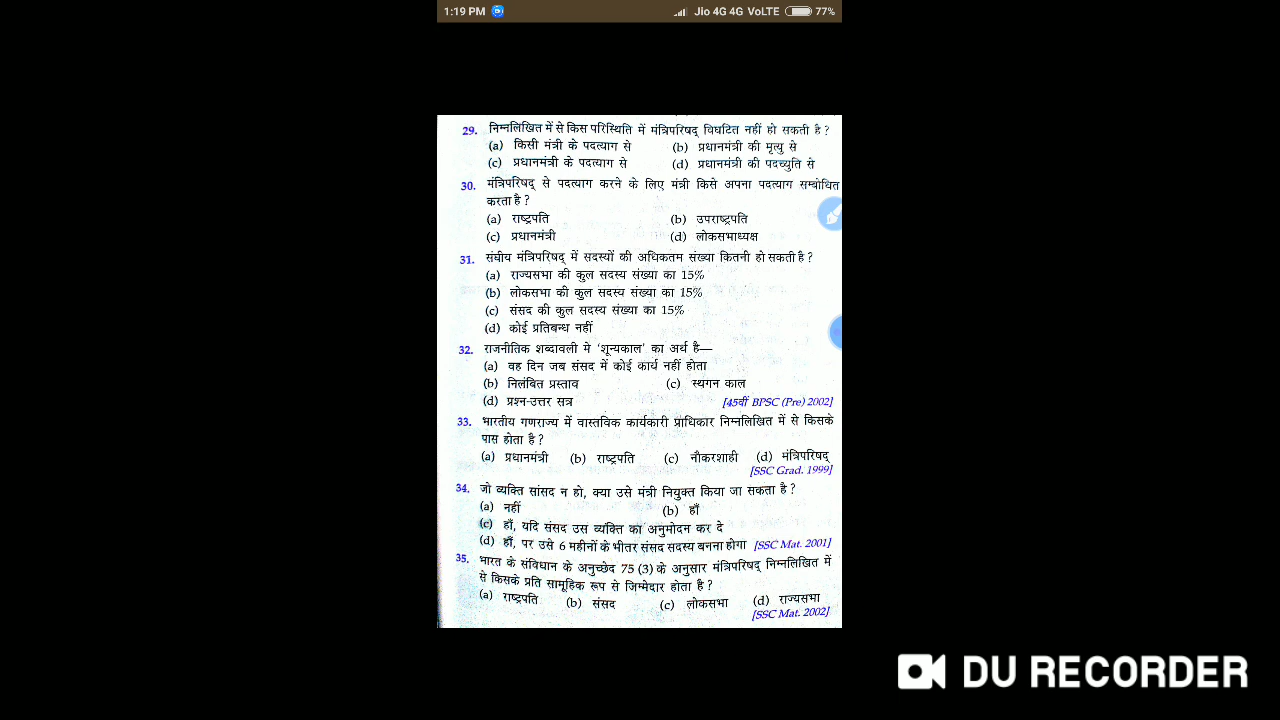 1:19 PM Jio 4G 4G VoLTE 77%
29. निम्नलिखित में से किस परिस्थिति में मंत्रिपरिषद् विघटित नहीं हो सकती है ?
(a) किसी मंत्री के पदत्याग से (b) प्रधानमंत्री की मृत्यु से
(c) प्रधानमंत्री के पदत्याग से (d) प्रधानमंत्री की पदच्युति से
30. मंत्रिपरिषद् से पदत्याग करने के लिए मंत्री किसे अपना पदत्याग सम्बोधित
करता है ?
(a) राष्ट्रपति (b) उपराष्ट्रपति
(c) प्रधानमंत्री (d) लोकसभाध्यक्ष
31. संघीय मंत्रिपरिषद् में सदस्यों की अधिकतम संख्या कितनी हो सकती है ?
(a) राज्यसभा की कुल सदस्य संख्या का 15%
(b) लोकसभा की कुल सदस्य संख्या का 15%
(c) संसद की कुल सदस्य संख्या का 15%
(d) कोई प्रतिबन्ध नहीं
32. राजनीतिक शब्दावली मे 'शून्यकाल' का अर्थ है—
(a) वह दिन जब संसद में कोई कार्य नहीं होता
(b) निलंबित प्रस्ताव (c) स्थगन काल
(d) प्रश्न-उत्तर सत्र [45वीं BPSC (Pre) 2002]
33. भारतीय गणराज्य में वास्तविक कार्यकारी प्राधिकार निम्नलिखित में से किसके
पास होता है ?
(a) प्रधानमंत्री (b) राष्ट्रपति (c) नौकरशाही (d) मंत्रिपरिषद्
[SSC Grad. 1999]
34. जो व्यक्ति सांसद न हो, क्या उसे मंत्री नियुक्त किया जा सकता है ?
(a) नहीं (b) हाँ
(c) हाँ, यदि संसद उस व्यक्ति का अनुमोदन कर दे
(d) हाँ, पर उसे 6 महीनों के भीतर संसद सदस्य बनना होगा [SSC Mat. 2001]
35. भारत के संविधान के अनुच्छेद 75 (3) के अनुसार मंत्रिपरिषद् निम्नलिखित में
से किसके प्रति सामूहिक रूप से जिम्मेदार होता है ?
(a) राष्ट्रपति (b) संसद (c) लोकसभा (d) राज्यसभा
[SSC Mat. 2002]
DU RECORDER